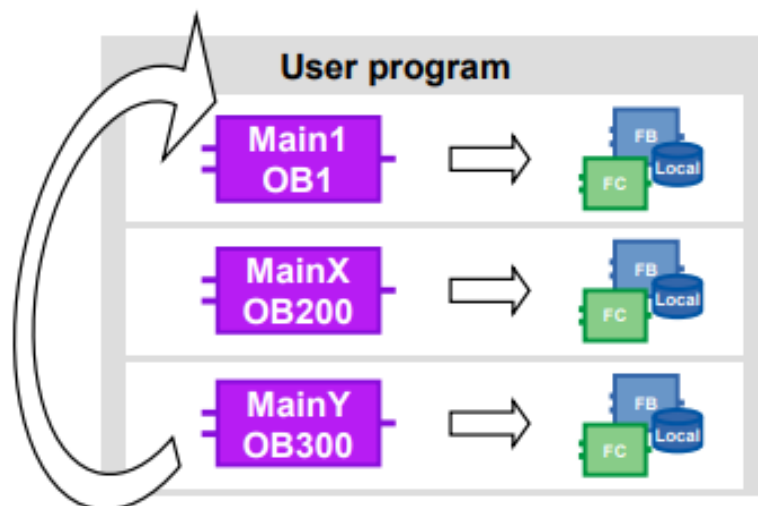 User program
Main1
OB1
FB
FC
Local
MainX
OB200
FB
FC
Local
MainY
OB300
FB
FC
Local